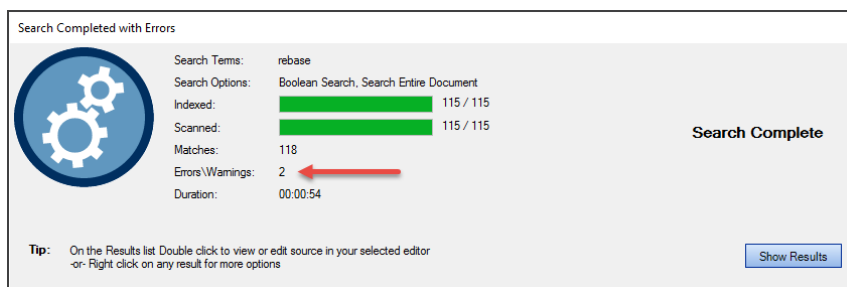 Search Completed with Errors
Search Terms: rebase
Search Options: Boolean Search, Search Entire Document
Indexed: 115 / 115
Scanned: 115 / 115
Matches: 118
Errors\Warnings: 2
Duration: 00:00:54
Search Complete
Tip: On the Results list Double click to view or edit source in your selected editor
-or- Right click on any result for more options
Show Results